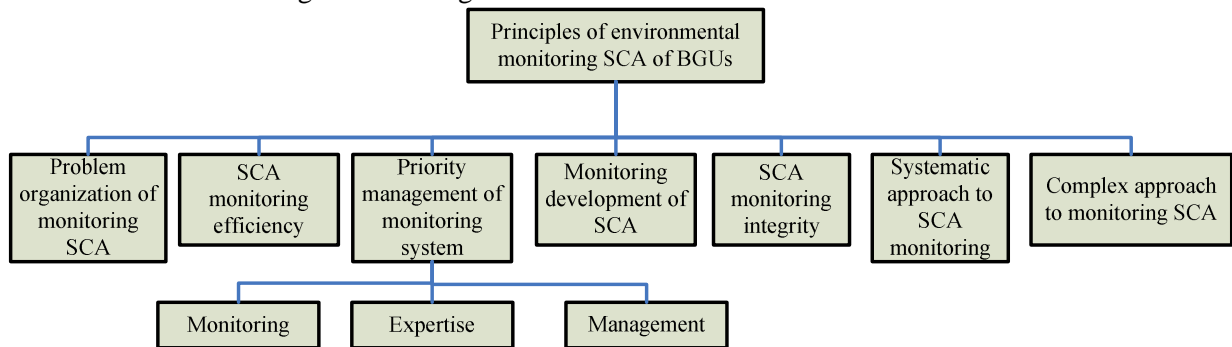 Principles of environmental
monitoring SCA of BGUs
Problem
organization of
monitoring
SCA
SCA
monitoring
efficiency
Priority
management of
monitoring
system
Monitoring
development of
SCA
SCA
monitoring
integrity
Systematic
approach to
SCA
monitoring
Complex approach
to monitoring SCA
Monitoring
Expertise
Management